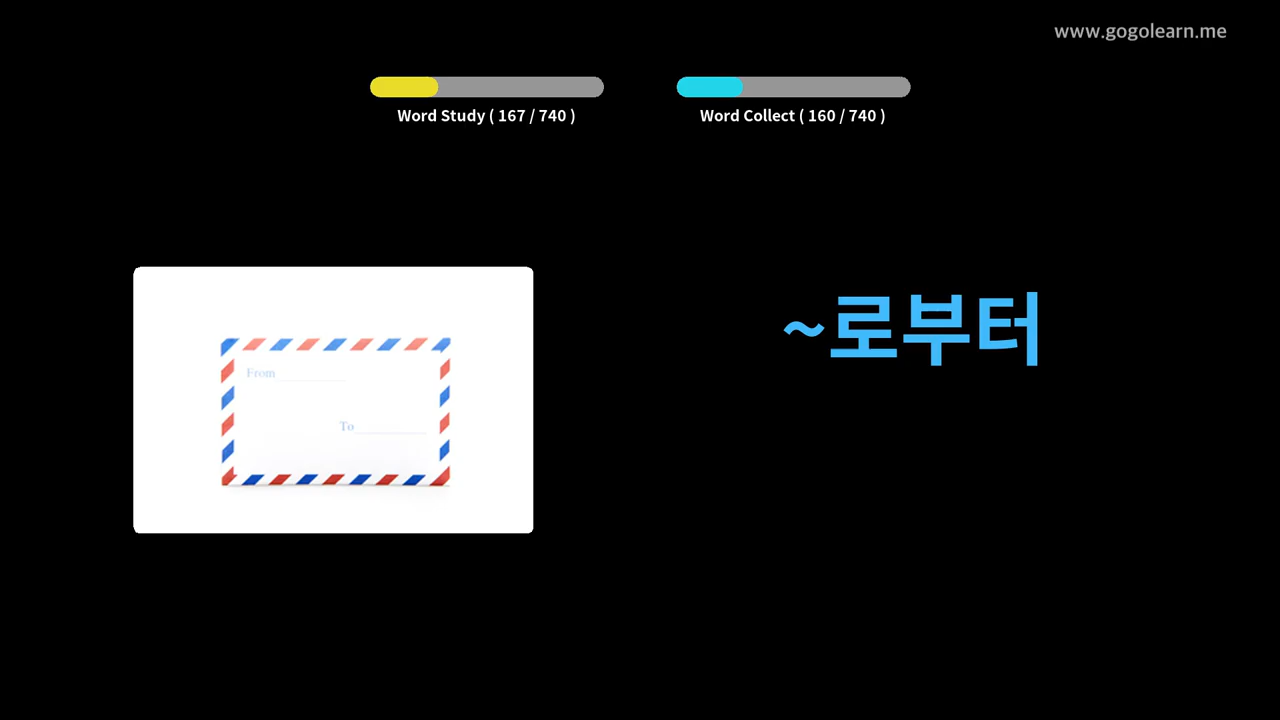 www.gogolearn.me
Word Study ( 167 / 740 )
Word Collect ( 160 / 740 )
~로부터
From
To